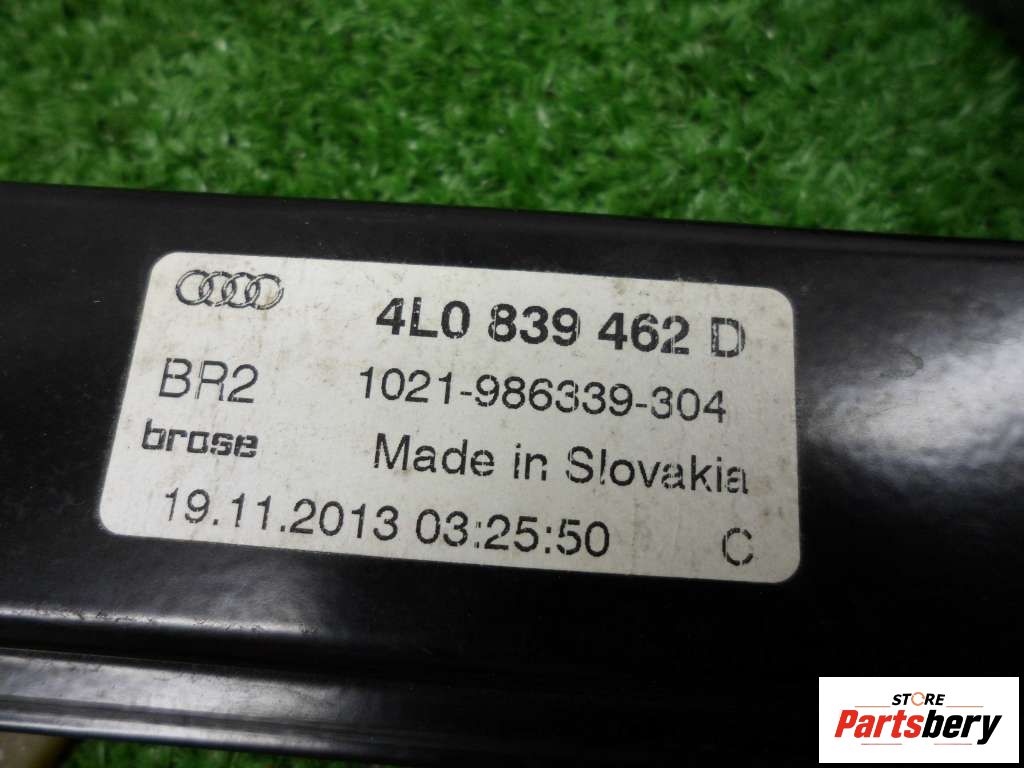 4L0 839 462 D
BR2 1021-986339-304
brose Made in Slovakia
19.11.2013 03:25:50 C
STORE
Partsbery